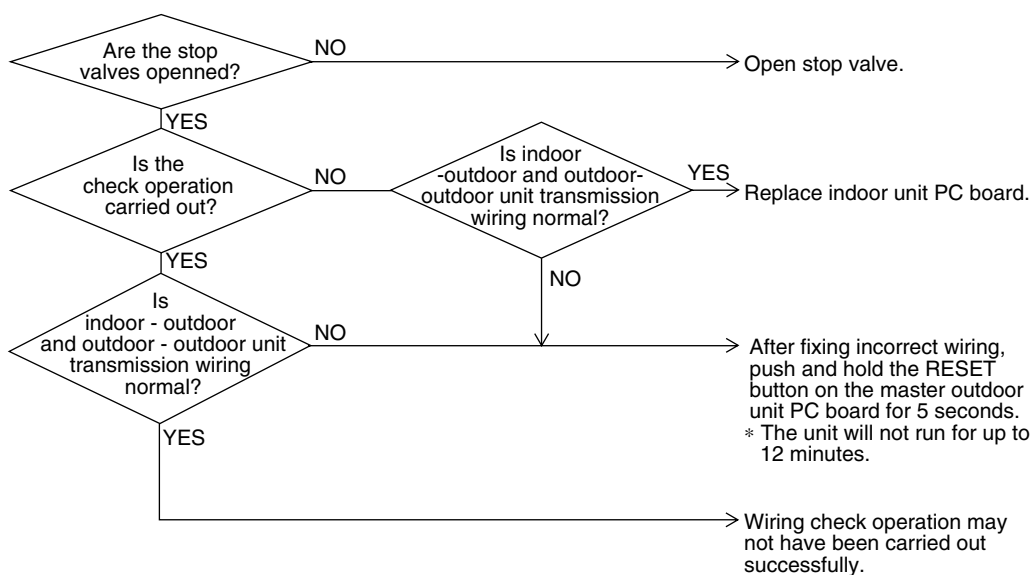 Are the stop
valves openned?
NO
Open stop valve.
YES
Is the
check operation
carried out?
NO
Is indoor
-outdoor and outdoor-
outdoor unit transmission
wiring normal?
YES
Replace indoor unit PC board.
NO
YES
Is
indoor - outdoor
and outdoor - outdoor unit
transmission wiring
normal?
NO
After fixing incorrect wiring,
push and hold the RESET
button on the master outdoor
unit PC board for 5 seconds.
* The unit will not run for up to
12 minutes.
YES
Wiring check operation may
not have been carried out
successfully.